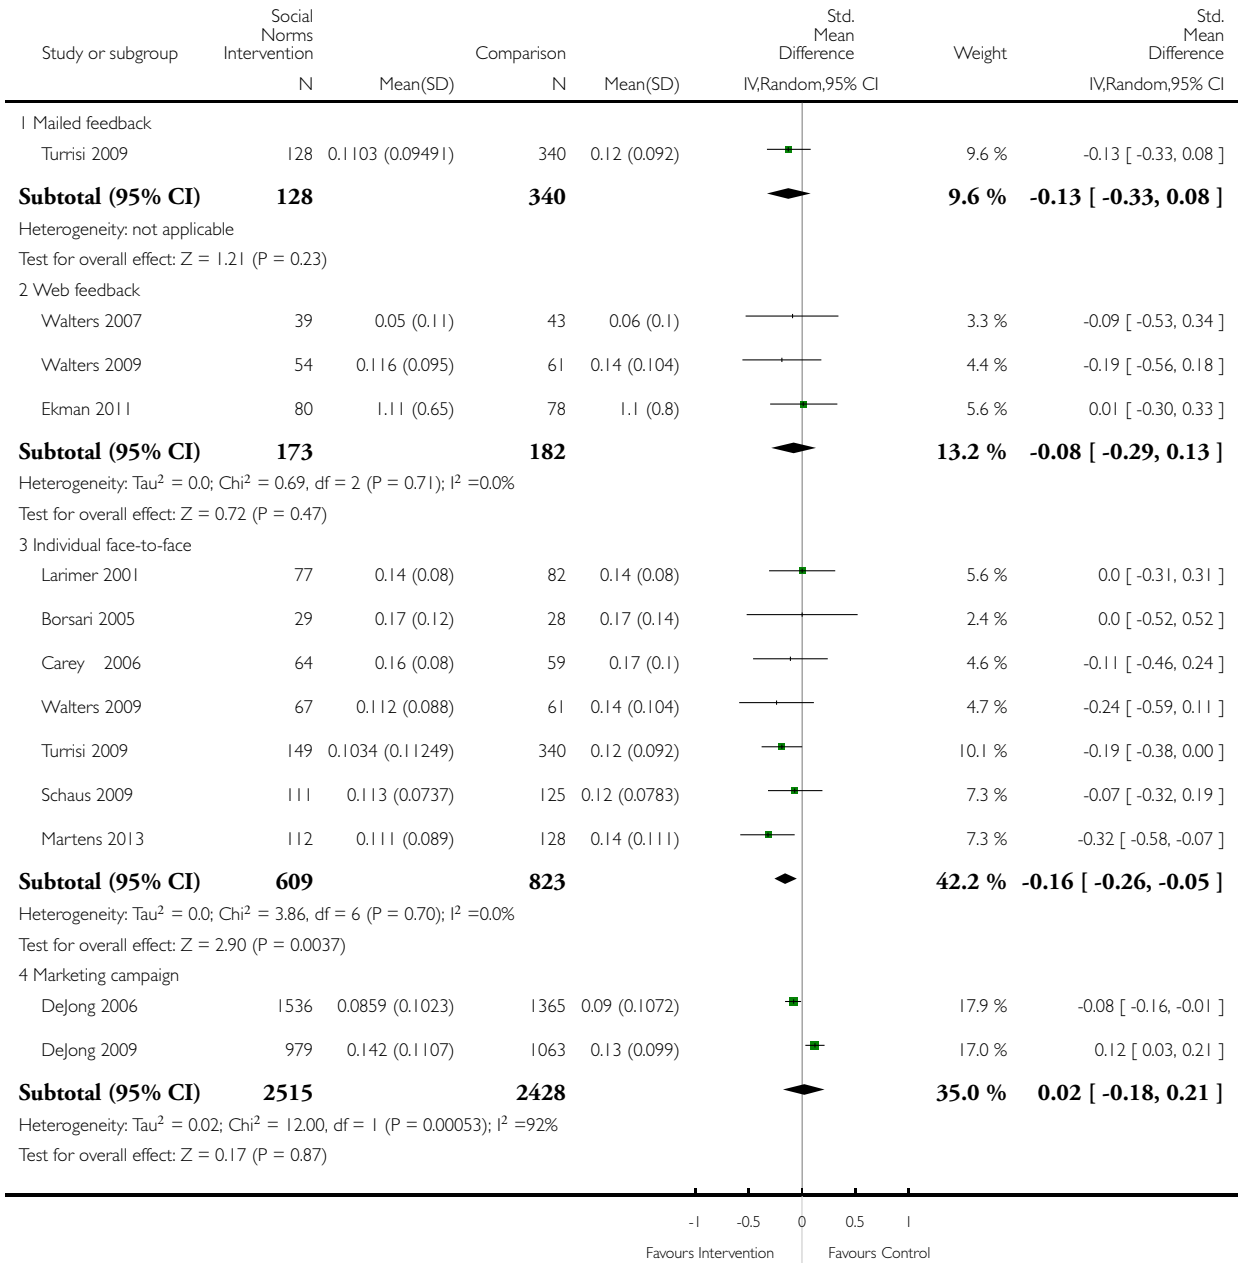 Social
Norms
Intervention
Std.
Mean
Difference
Std.
Mean
Difference
Study or subgroup Comparison Weight
N Mean(SD) N Mean(SD) IV,Random,95% CI IV,Random,95% CI
1 Mailed feedback
Turrisi 2009 128 0.1103 (0.09491) 340 0.12 (0.092) 9.6 % -0.13 [ -0.33, 0.08 ]
Subtotal (95% CI) 128 340 9.6 % -0.13 [ -0.33, 0.08 ]
Heterogeneity: not applicable
Test for overall effect: Z = 1.21 (P = 0.23)
2 Web feedback
Walters 2007 39 0.05 (0.11) 43 0.06 (0.1) 3.3 % -0.09 [ -0.53, 0.34 ]
Walters 2009 54 0.116 (0.095) 61 0.14 (0.104) 4.4 % -0.19 [ -0.56, 0.18 ]
Ekman 2011 80 1.11 (0.65) 78 1.1 (0.8) 5.6 % 0.01 [ -0.30, 0.33 ]
Subtotal (95% CI) 173 182 13.2 % -0.08 [ -0.29, 0.13 ]
Heterogeneity: Tau² = 0.0; Chi² = 0.69, df = 2 (P = 0.71); I² =0.0%
Test for overall effect: Z = 0.72 (P = 0.47)
3 Individual face-to-face
Larimer 2001 77 0.14 (0.08) 82 0.14 (0.08) 5.6 % 0.0 [ -0.31, 0.31 ]
Borsari 2005 29 0.17 (0.12) 28 0.17 (0.14) 2.4 % 0.0 [ -0.52, 0.52 ]
Carey 2006 64 0.16 (0.08) 59 0.17 (0.1) 4.6 % -0.11 [ -0.46, 0.24 ]
Walters 2009 67 0.112 (0.088) 61 0.14 (0.104) 4.7 % -0.24 [ -0.59, 0.11 ]
Turrisi 2009 149 0.1034 (0.11249) 340 0.12 (0.092) 10.1 % -0.19 [ -0.38, 0.00 ]
Schaus 2009 111 0.113 (0.0737) 125 0.12 (0.0783) 7.3 % -0.07 [ -0.32, 0.19 ]
Martens 2013 112 0.111 (0.089) 128 0.14 (0.111) 7.3 % -0.32 [ -0.58, -0.07 ]
Subtotal (95% CI) 609 823 42.2 % -0.16 [ -0.26, -0.05 ]
Heterogeneity: Tau² = 0.0; Chi² = 3.86, df = 6 (P = 0.70); I² =0.0%
Test for overall effect: Z = 2.90 (P = 0.0037)
4 Marketing campaign
DeJong 2006 1536 0.0859 (0.1023) 1365 0.09 (0.1072) 17.9 % -0.08 [ -0.16, -0.01 ]
DeJong 2009 979 0.142 (0.1107) 1063 0.13 (0.099) 17.0 % 0.12 [ 0.03, 0.21 ]
Subtotal (95% CI) 2515 2428 35.0 % 0.02 [ -0.18, 0.21 ]
Heterogeneity: Tau² = 0.02; Chi² = 12.00, df = 1 (P = 0.00053); I² =92%
Test for overall effect: Z = 0.17 (P = 0.87)
-1 -0.5 0 0.5 1
Favours Intervention Favours Control